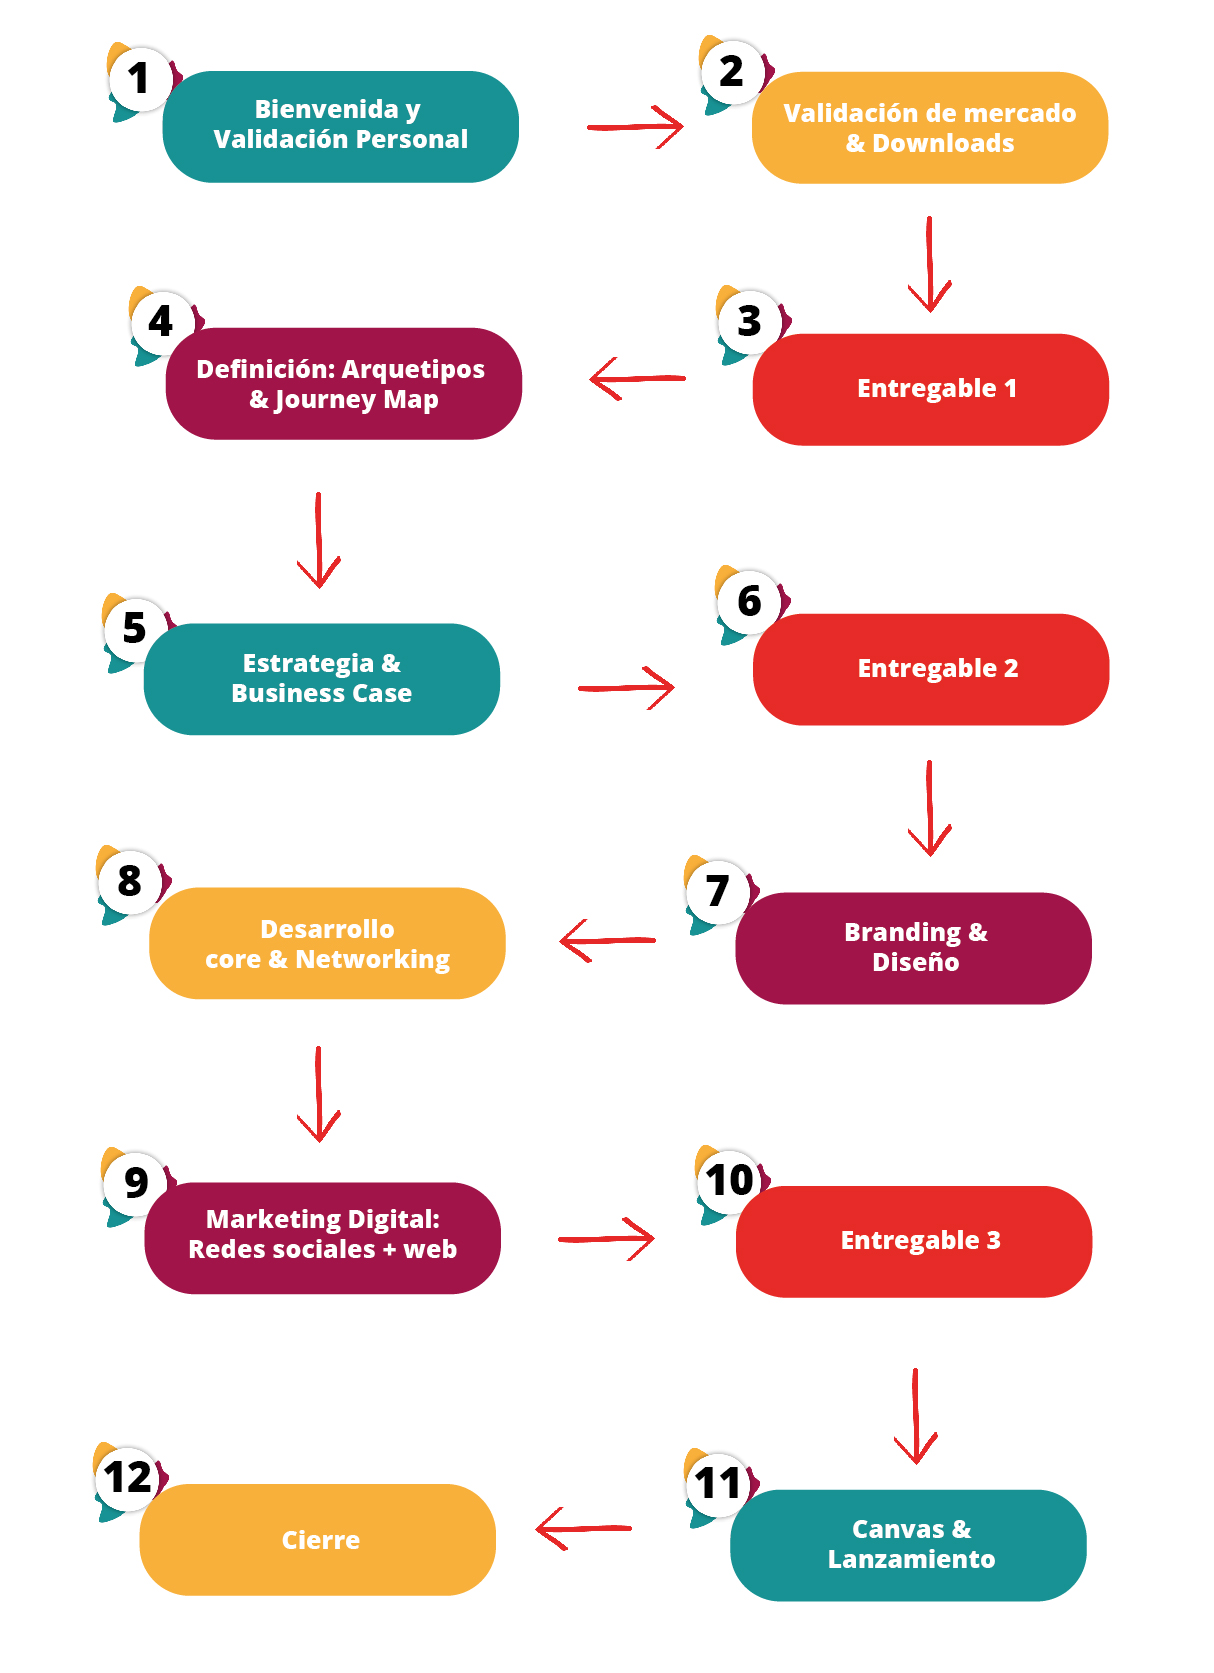 1
Bienvenida y
Validación Personal
2
Validación de mercado
& Downloads
3
Entregable 1
4
Definición: Arquetipos
& Journey Map
5
Estrategia &
Business Case
6
Entregable 2
7
Branding &
Diseño
8
Desarrollo
core & Networking
9
Marketing Digital:
Redes sociales + web
10
Entregable 3
11
Canvas &
Lanzamiento
12
Cierre